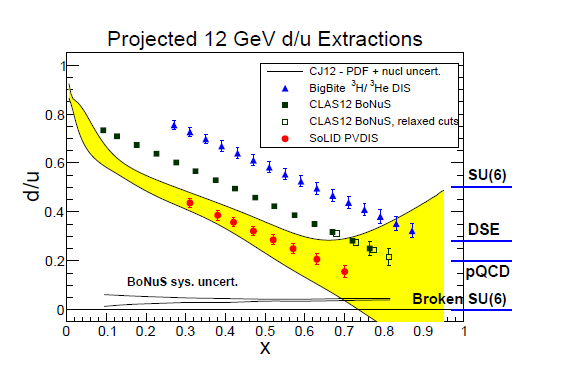 Projected 12 GeV d/u Extractions
CJ12 - PDF + nucl uncert.
BigBite ³H/ ³He DIS
CLAS12 BoNuS
CLAS12 BoNuS, relaxed cuts
SoLID PVDIS
d/u
1
0.8
0.6
0.4
0.2
0
SU(6)
DSE
pQCD
Broken SU(6)
BoNuS sys. uncert.
0 0.1 0.2 0.3 0.4 0.5 0.6 0.7 0.8 0.9 1
x